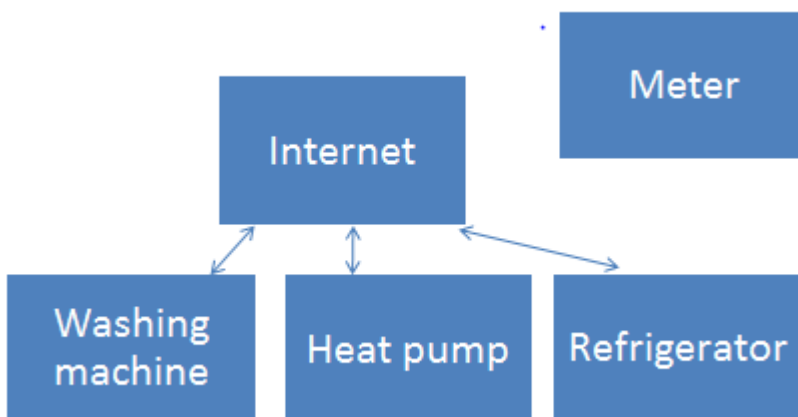 Meter
Internet
Washing
machine
Heat pump
Refrigerator